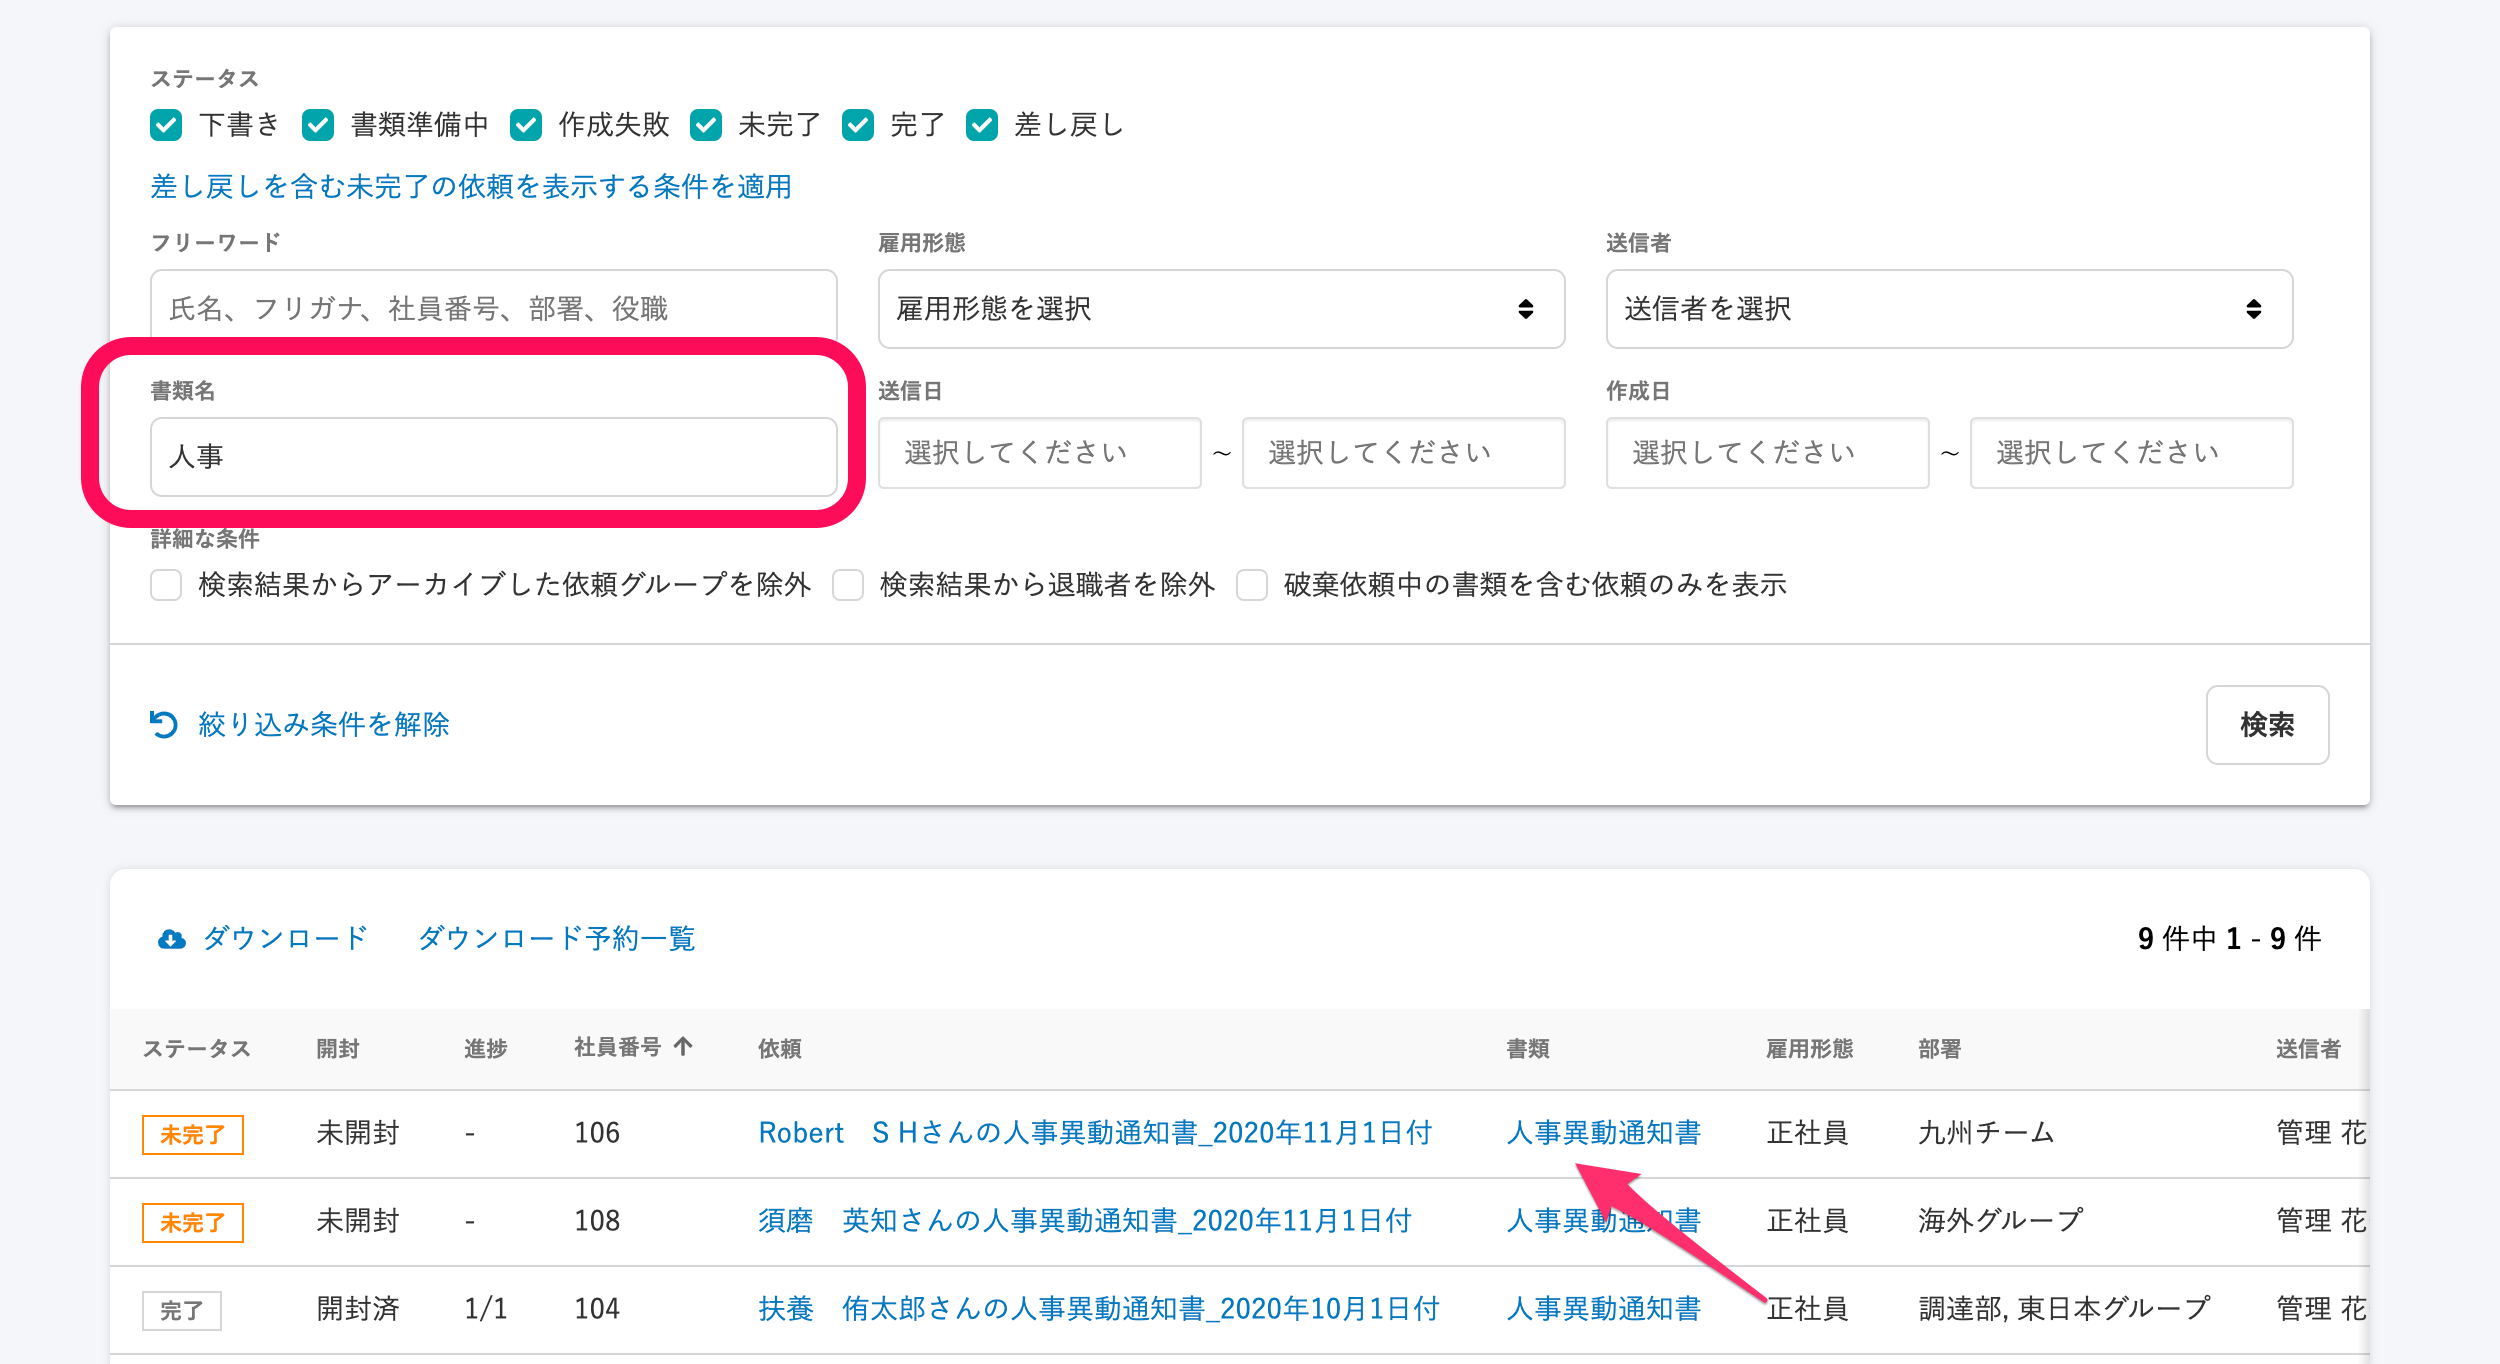 ステータス
下書き 書類準備中 作成失敗 未完了 完了 差し戻し
差し戻しを含む未完了の依頼を表示する条件を適用
フリーワード 雇用形態 送信者
氏名、フリガナ、社員番号、部署、役職 雇用形態を選択 送信者を選択
書類名 送信日 作成日
人事 選択してください ~ 選択してください 選択してください ~ 選択してください
詳細な条件
検索結果からアーカイブした依頼グループを除外 検索結果から退職者を除外 破棄依頼中の書類を含む依頼のみを表示
絞り込み条件を解除 検索
ダウンロード ダウンロード予約一覧 9 件中 1 - 9 件
ステータス 開封 進捗 社員番号 ↑ 依頼 書類 雇用形態 部署 送信者
未完了 未開封 - 106 Robert　S Hさんの人事異動通知書_2020年11月1日付 人事異動通知書 正社員 九州チーム 管理 花
未完了 未開封 - 108 須磨　英知さんの人事異動通知書_2020年11月1日付 人事異動通知書 正社員 海外グループ 管理 花
完了 開封済 1/1 104 扶養　侑太郎さんの人事異動通知書_2020年10月1日付 人事異動通知書 正社員 調達部, 東日本グループ 管理 花